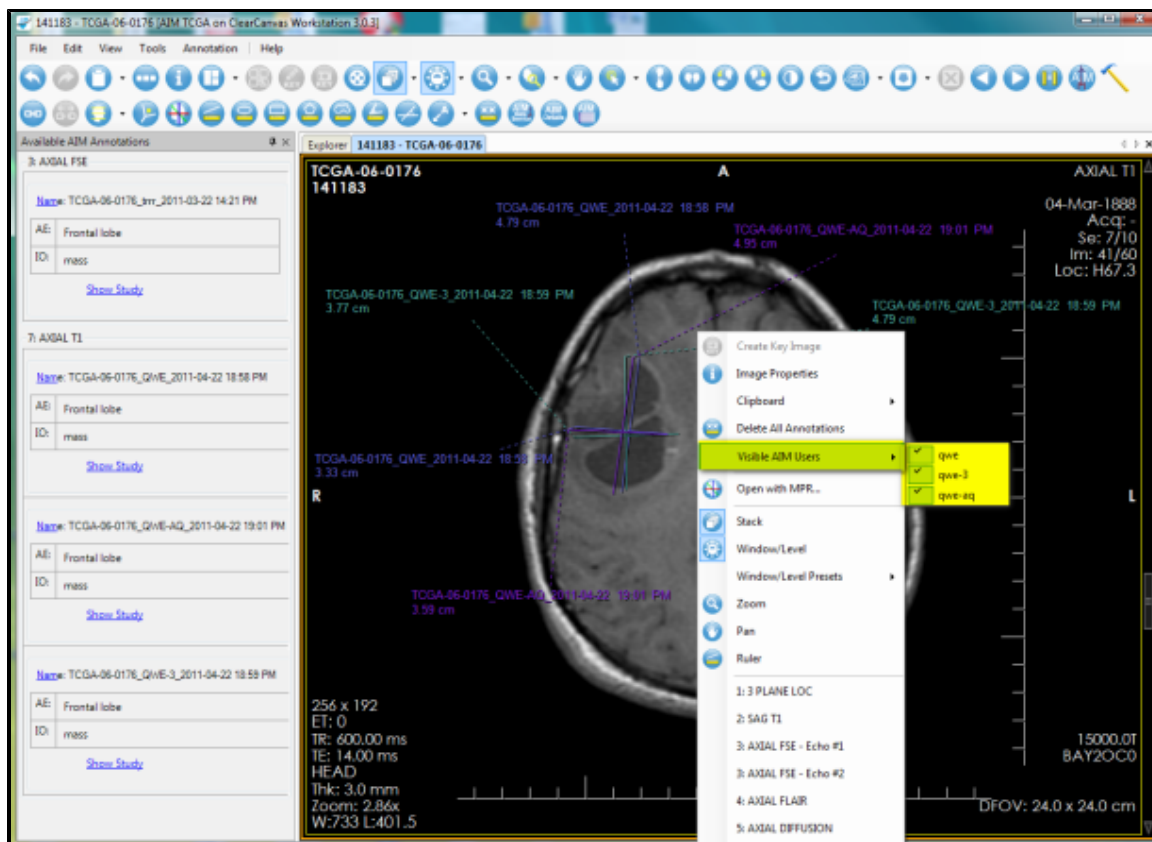 141183 - TCGA-06-0176 [AIM TCGA on ClearCanvas Workstation 3.0.3]
File Edit View Tools Annotation Help
Available AIM Annotations
3: AXIAL FSE
Name: TCGA-06-0176_trrr_2011-03-22 14:21 PM
AE: Frontal lobe
IO: mass
Show Study
7: AXIAL T1
Name: TCGA-06-0176_QWE_2011-04-22 18:58 PM
AE: Frontal lobe
IO: mass
Show Study
Name: TCGA-06-0176_QWE-AQ_2011-04-22 19:01 PM
AE: Frontal lobe
IO: mass
Show Study
Name: TCGA-06-0176_QWE-3_2011-04-22 18:59 PM
AE: Frontal lobe
IO: mass
Show Study
Explorer 141183 - TCGA-06-0176
TCGA-06-0176
141183
A
AXIAL T1
04-Mar-1888
Acq: -
Se: 7/10
Im: 41/60
Loc: H67.3
TCGA-06-0176_QWE_2011-04-22 18:58 PM
4.79 cm
TCGA-06-0176_QWE-AQ_2011-04-22 19:01 PM
4.95 cm
TCGA-06-0176_QWE-3_2011-04-22 18:59 PM
3.77 cm
TCGA-06-0176_QWE-3_2011-04-22 18:59 PM
4.79 cm
TCGA-06-0176_QWE_2011-04-22 18:58 PM
3.33 cm
R
L
TCGA-06-0176_QWE-AQ_2011-04-22 19:01 PM
3.59 cm
Create Key Image
Image Properties
Clipboard
Delete All Annotations
Visible AIM Users
qwe
qwe-3
qwe-aq
Open with MPR...
Stack
Window/Level
Window/Level Presets
Zoom
Pan
Ruler
1: 3 PLANE LOC
2: SAG T1
3: AXIAL FSE - Echo #1
3: AXIAL FSE - Echo #2
4: AXIAL FLAIR
5: AXIAL DIFFUSION
256 x 192
ET: 0
TR: 600.00 ms
TE: 14.00 ms
HEAD
Thk: 3.0 mm
Zoom: 2.86x
W:733 L:401.5
15000.0T
BAY2OC0
DFOV: 24.0 x 24.0 cm